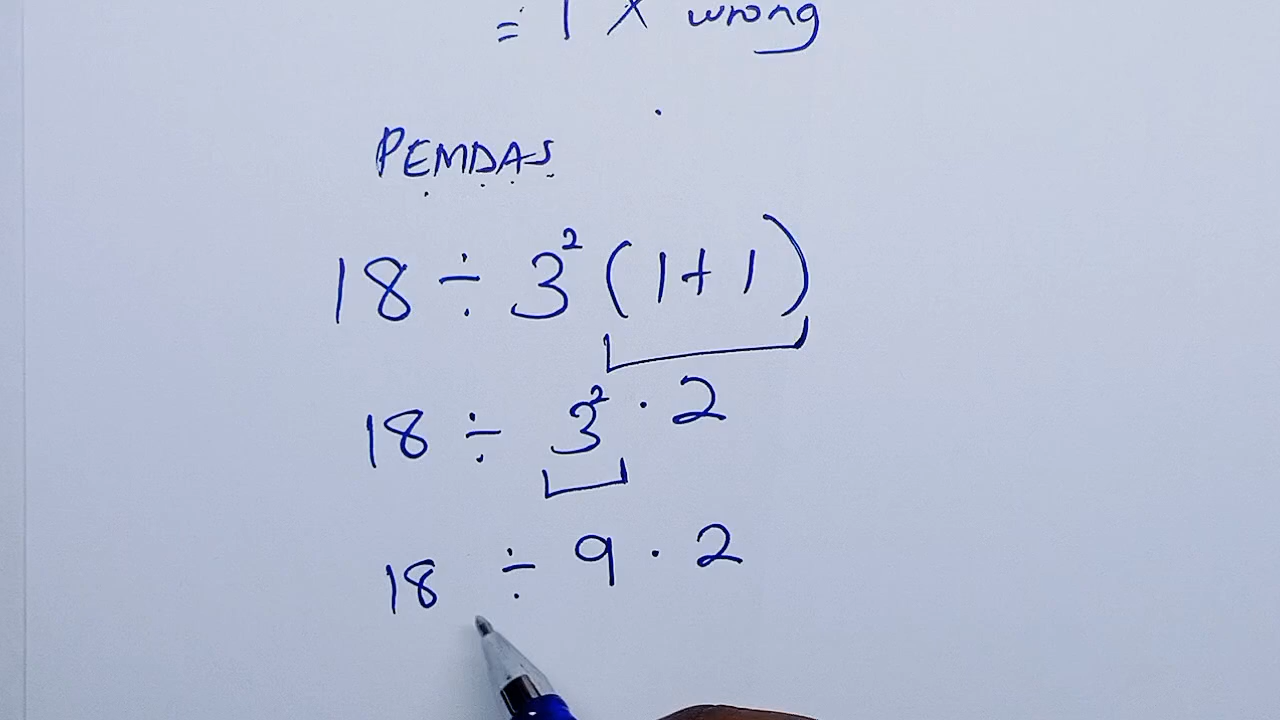 = 1 X wrong
PEMDAS
18 ÷ 3² (1+1)
18 ÷ 3² · 2
18 ÷ 9 · 2